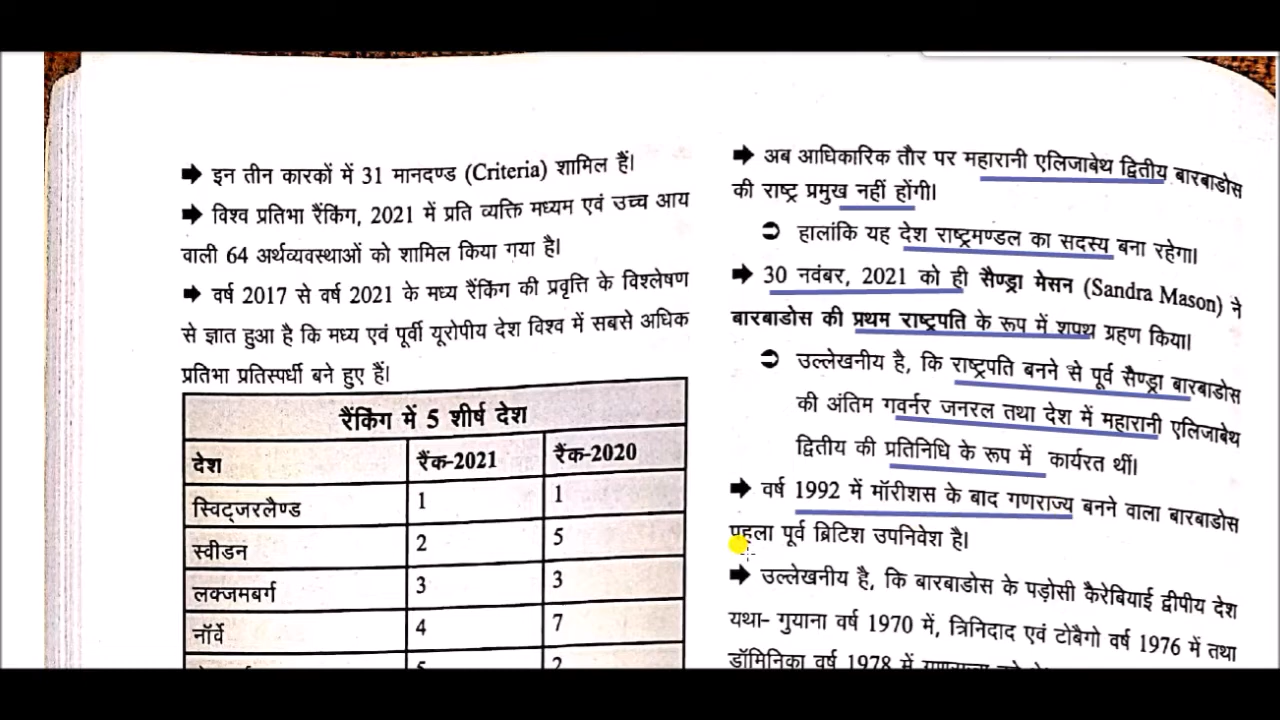 ➡ इन तीन कारकों में 31 मानदण्ड (Criteria) शामिल हैं।
➡ विश्व प्रतिभा रैंकिंग, 2021 में प्रति व्यक्ति मध्यम एवं उच्च आय
वाली 64 अर्थव्यवस्थाओं को शामिल किया गया है।
➡ वर्ष 2017 से वर्ष 2021 के मध्य रैंकिंग की प्रवृत्ति के विश्लेषण
से ज्ञात हुआ है कि मध्य एवं पूर्वी यूरोपीय देश विश्व में सबसे अधिक
प्रतिभा प्रतिस्पर्धी बने हुए हैं।
रैंकिंग में 5 शीर्ष देश
देश रैंक-2021 रैंक-2020
स्विट्जरलैण्ड 1 1
स्वीडन 2 5
लक्जमबर्ग 3 3
नॉर्वे 4 7
5 2
➡ अब आधिकारिक तौर पर महारानी एलिजाबेथ द्वितीय बारबाडोस
की राष्ट्र प्रमुख नहीं होंगी।
➲ हालांकि यह देश राष्ट्रमण्डल का सदस्य बना रहेगा।
➡ 30 नवंबर, 2021 को ही सैण्ड्रा मेसन (Sandra Mason) ने
बारबाडोस की प्रथम राष्ट्रपति के रूप में शपथ ग्रहण किया।
➲ उल्लेखनीय है, कि राष्ट्रपति बनने से पूर्व सैण्ड्रा बारबाडोस
की अंतिम गवर्नर जनरल तथा देश में महारानी एलिजाबेथ
द्वितीय की प्रतिनिधि के रूप में कार्यरत थीं।
➡ वर्ष 1992 में मॉरीशस के बाद गणराज्य बनने वाला बारबाडोस
पहला पूर्व ब्रिटिश उपनिवेश है।
➡ उल्लेखनीय है, कि बारबाडोस के पड़ोसी कैरेबियाई द्वीपीय देश
यथा- गुयाना वर्ष 1970 में, त्रिनिदाद एवं टोबैगो वर्ष 1976 में तथा
डॉमिनिका वर्ष 1978 में गणराज्य